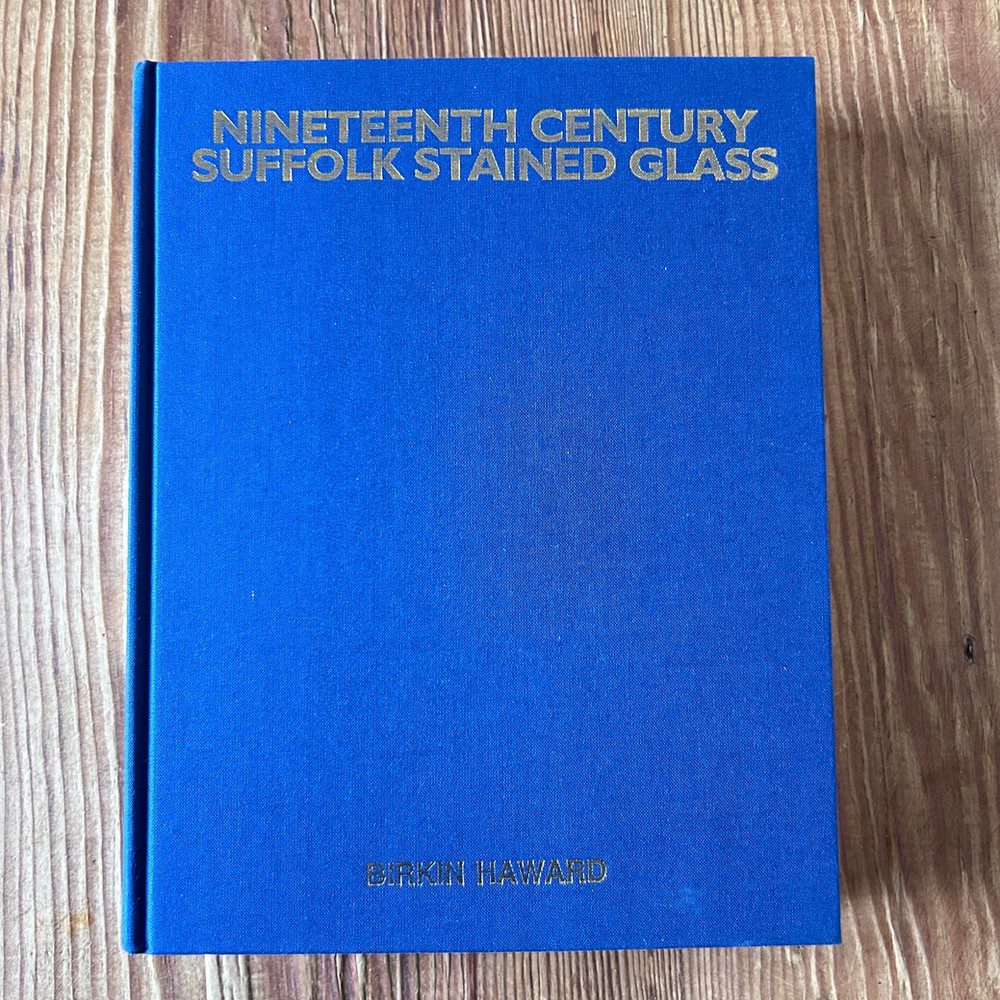 NINETEENTH CENTURY
SUFFOLK STAINED GLASS
BIRKIN HAWARD